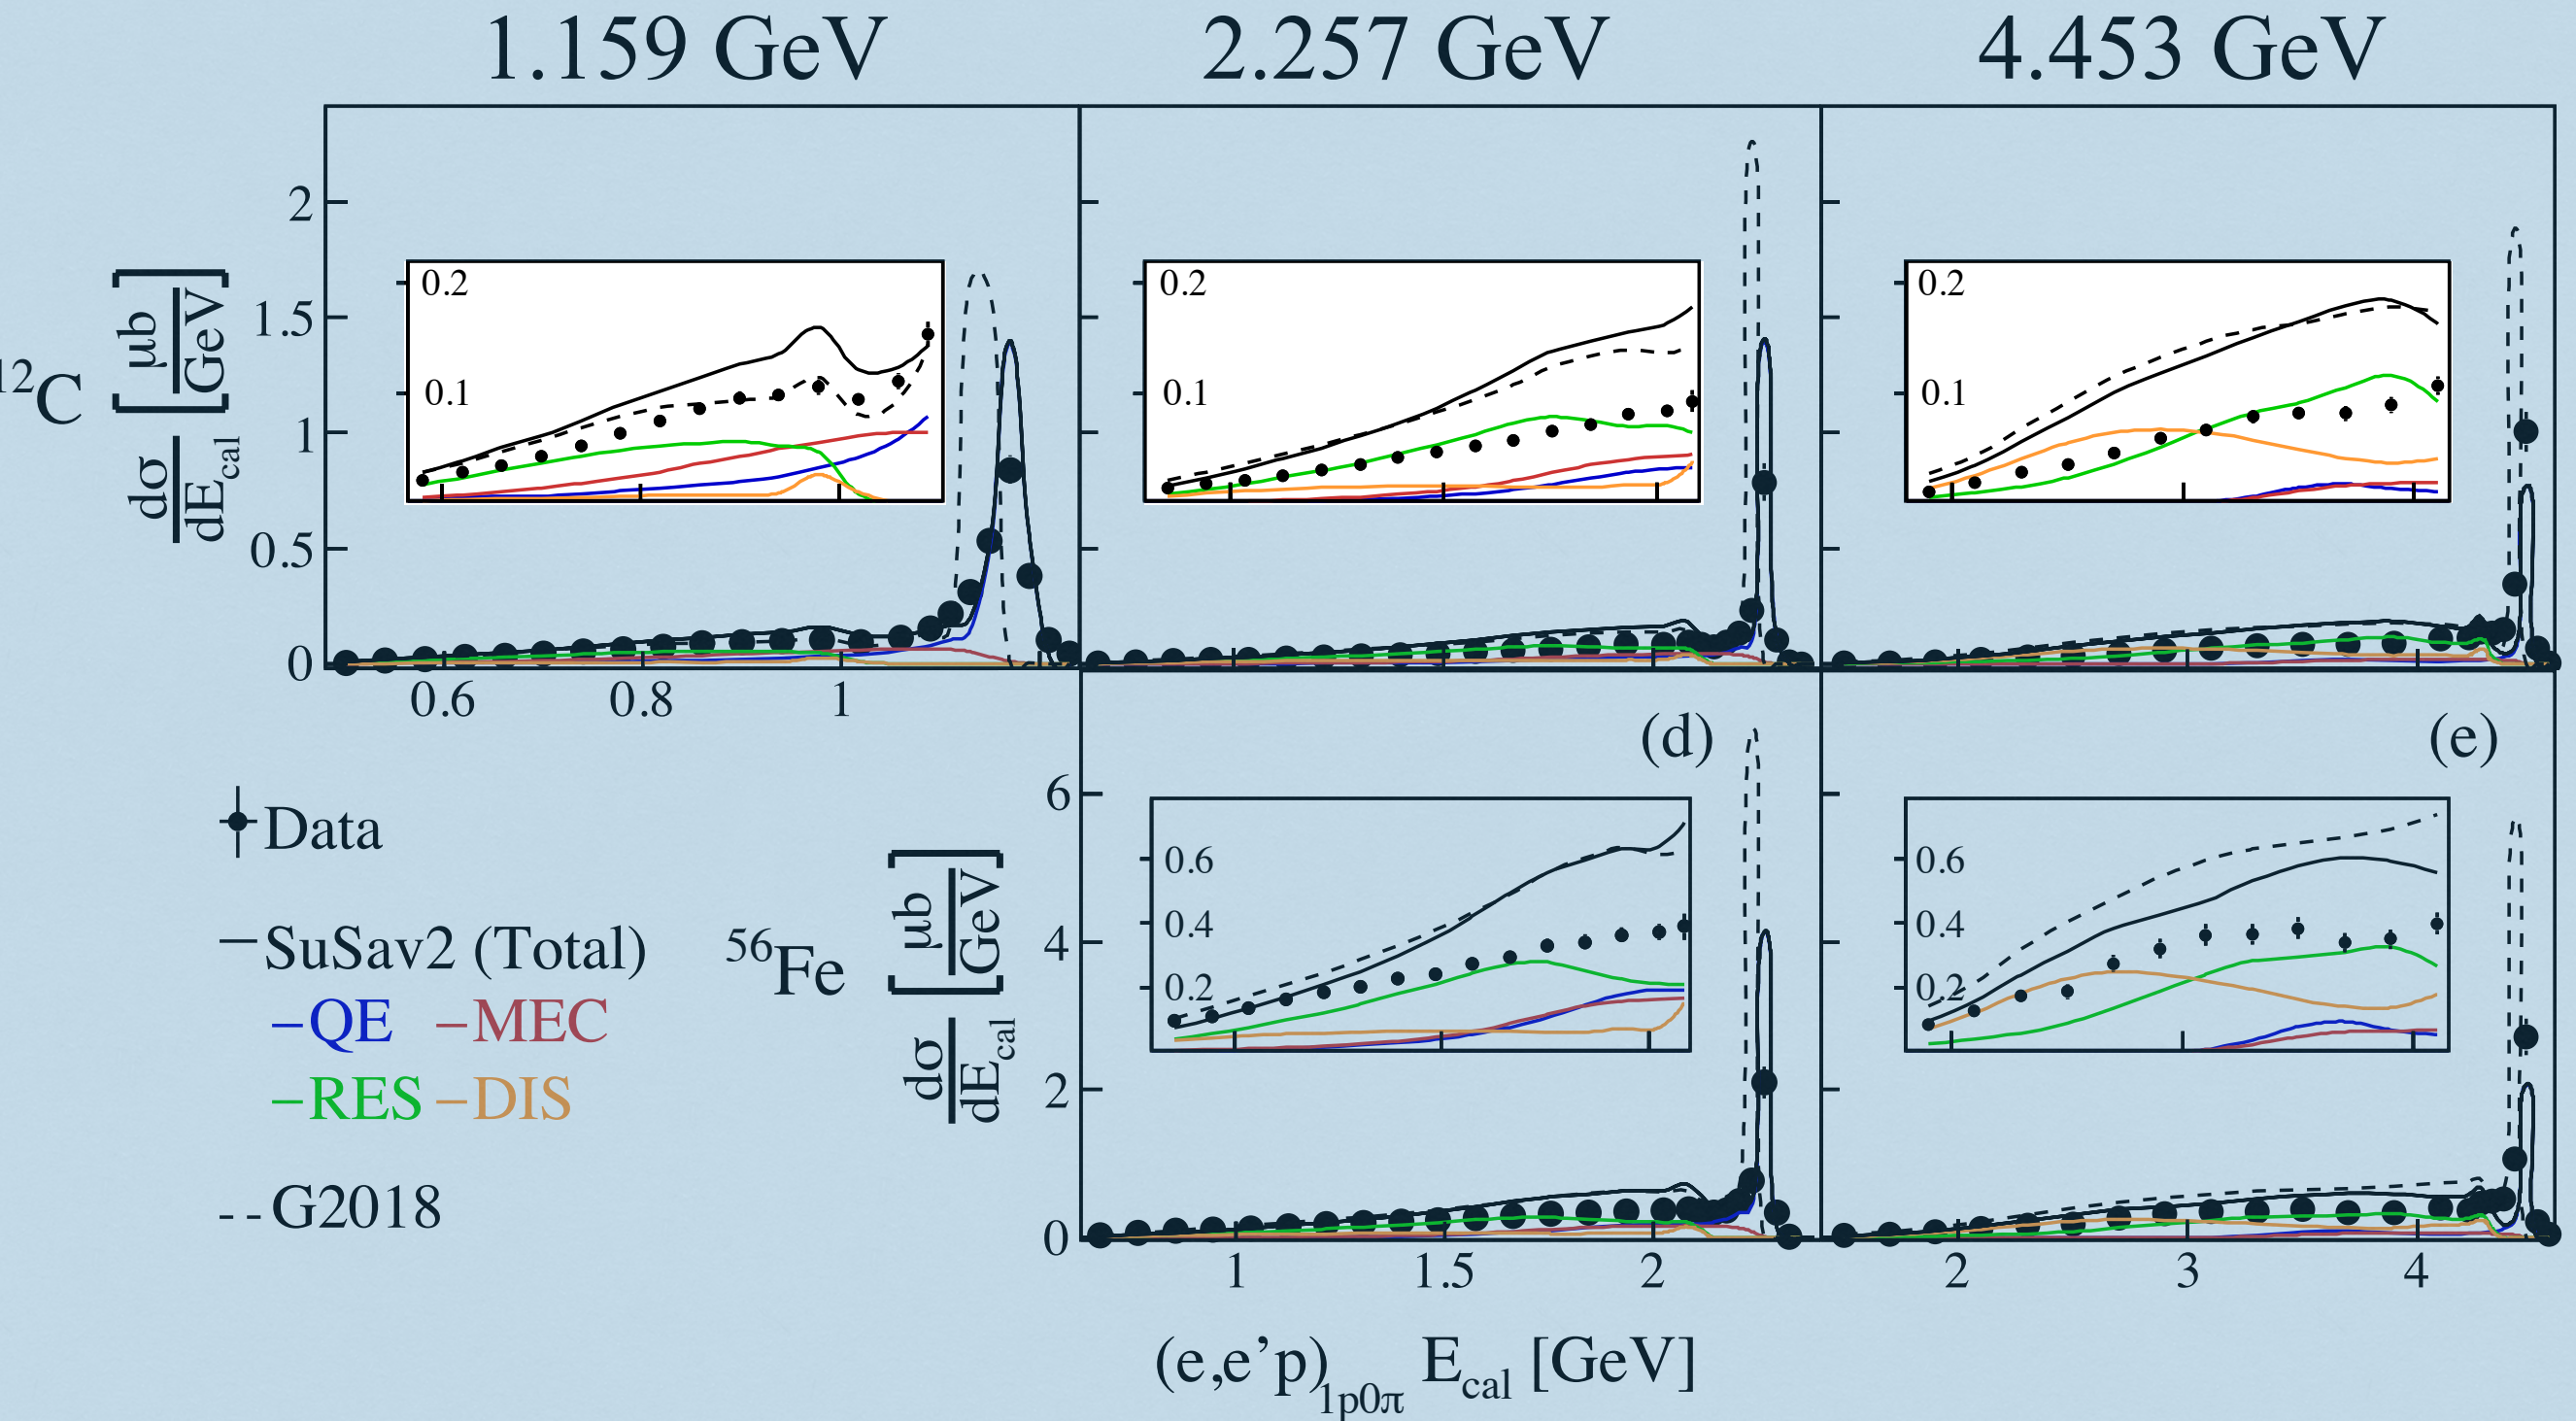 1.159 GeV 2.257 GeV 4.453 GeV
12C
dσ/dEcal [μb/GeV]
2
1.5
1
0.5
0
0.2
0.1
0.2
0.1
0.2
0.1
0.6 0.8 1
(d) (e)
Data
SuSav2 (Total)
QE MEC
RES DIS
G2018
56Fe
dσ/dEcal [μb/GeV]
6
4
2
0
0.6
0.4
0.2
0.6
0.4
0.2
1 1.5 2 2 3 4
(e,e’p)1p0π Ecal [GeV]